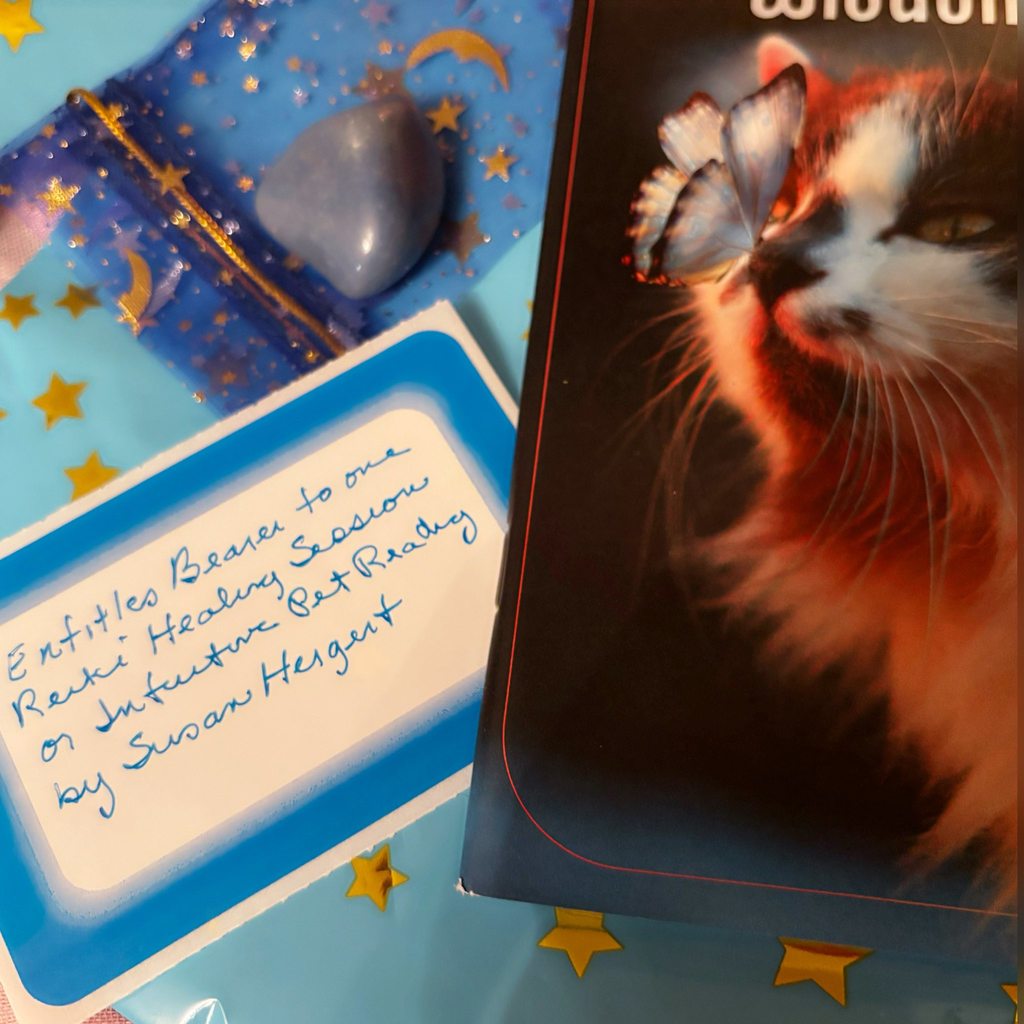 wisdom
Entitles Bearer to one
Reiki Healing Session
or Intuitive Pet Reading
by Susan Hergert